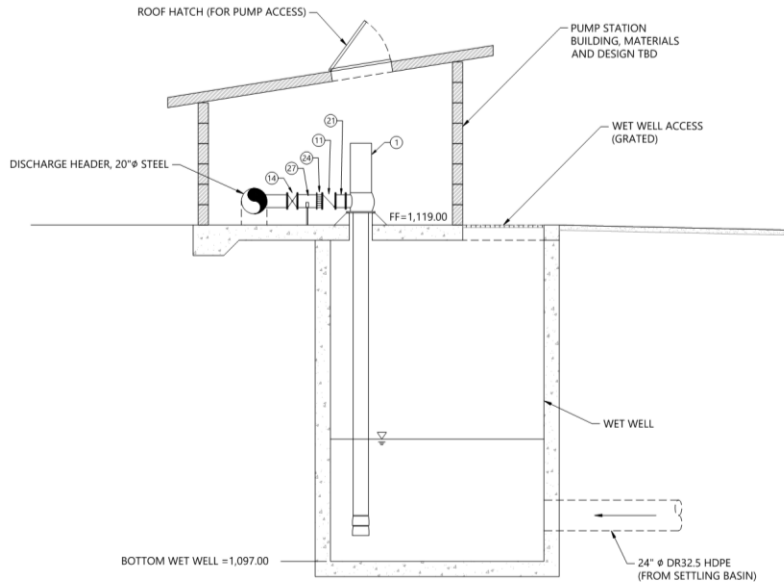 ROOF HATCH (FOR PUMP ACCESS)
PUMP STATION
BUILDING, MATERIALS
AND DESIGN TBD
WET WELL ACCESS
(GRATED)
21
1
11
24
27
14
DISCHARGE HEADER, 20"ϕ STEEL
FF=1,119.00
WET WELL
BOTTOM WET WELL =1,097.00
24" ϕ DR32.5 HDPE
(FROM SETTLING BASIN)